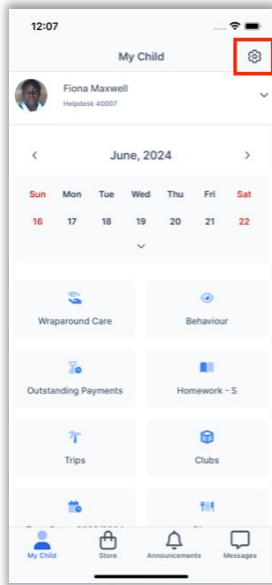 12:07
My Child
Fiona Maxwell
Helpdesk 40007
June, 2024
Sun Mon Tue Wed Thu Fri Sat
16 17 18 19 20 21 22
Wraparound Care Behaviour
Outstanding Payments Homework - S
Trips Clubs
My Child Store Announcements Messages